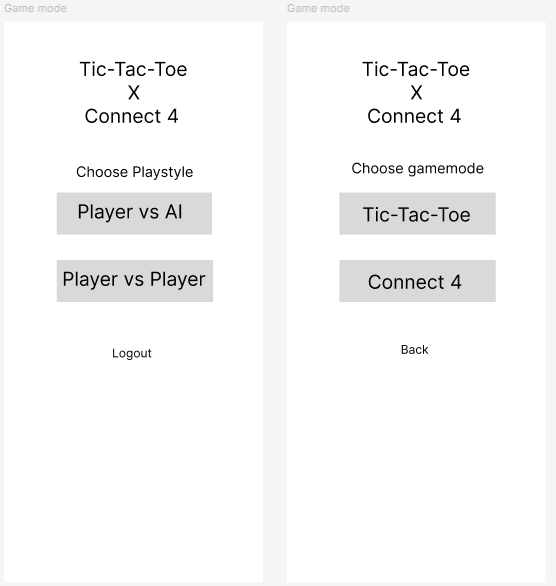 Game mode
Tic-Tac-Toe
X
Connect 4
Choose Playstyle
Player vs AI
Player vs Player
Logout
Game mode
Tic-Tac-Toe
X
Connect 4
Choose gamemode
Tic-Tac-Toe
Connect 4
Back